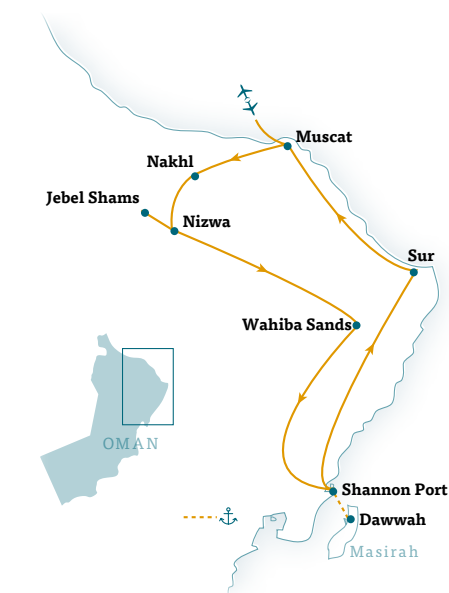 Muscat
Nakhl
Jebel Shams
Nizwa
Sur
Wahiba Sands
OMAN
Shannon Port
Dawwah
Masirah